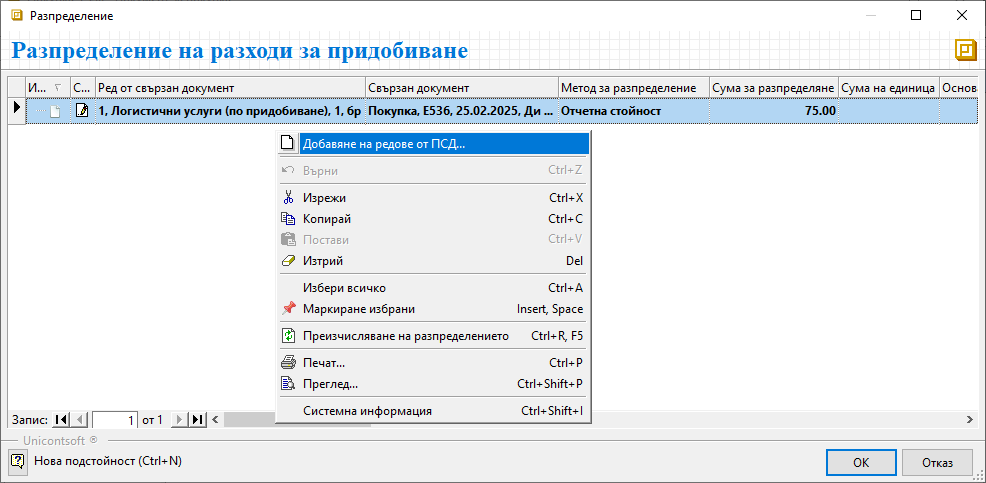 Разпределение
Разпределение на разходи за придобиване
И... С... Ред от свързан документ Свързан документ Метод за разпределение Сума за разпределяне Сума на единица Основ
1, Логистични услуги (по придобиване), 1, бр Покупка, E536, 25.02.2025, Ди ... Отчетна стойност 75.00
Добавяне на редове от ПСД...
Върни Ctrl+Z
Изрежи Ctrl+X
Копирай Ctrl+C
Постави Ctrl+V
Изтрий Del
Избери всичко Ctrl+A
Маркиране избрани Insert, Space
Преизчисляване на разпределението Ctrl+R, F5
Печат... Ctrl+P
Преглед... Ctrl+Shift+P
Системна информация Ctrl+Shift+I
Запис: 1 от 1
Unicontsoft ®
Нова подстойност (Ctrl+N) OK Отказ